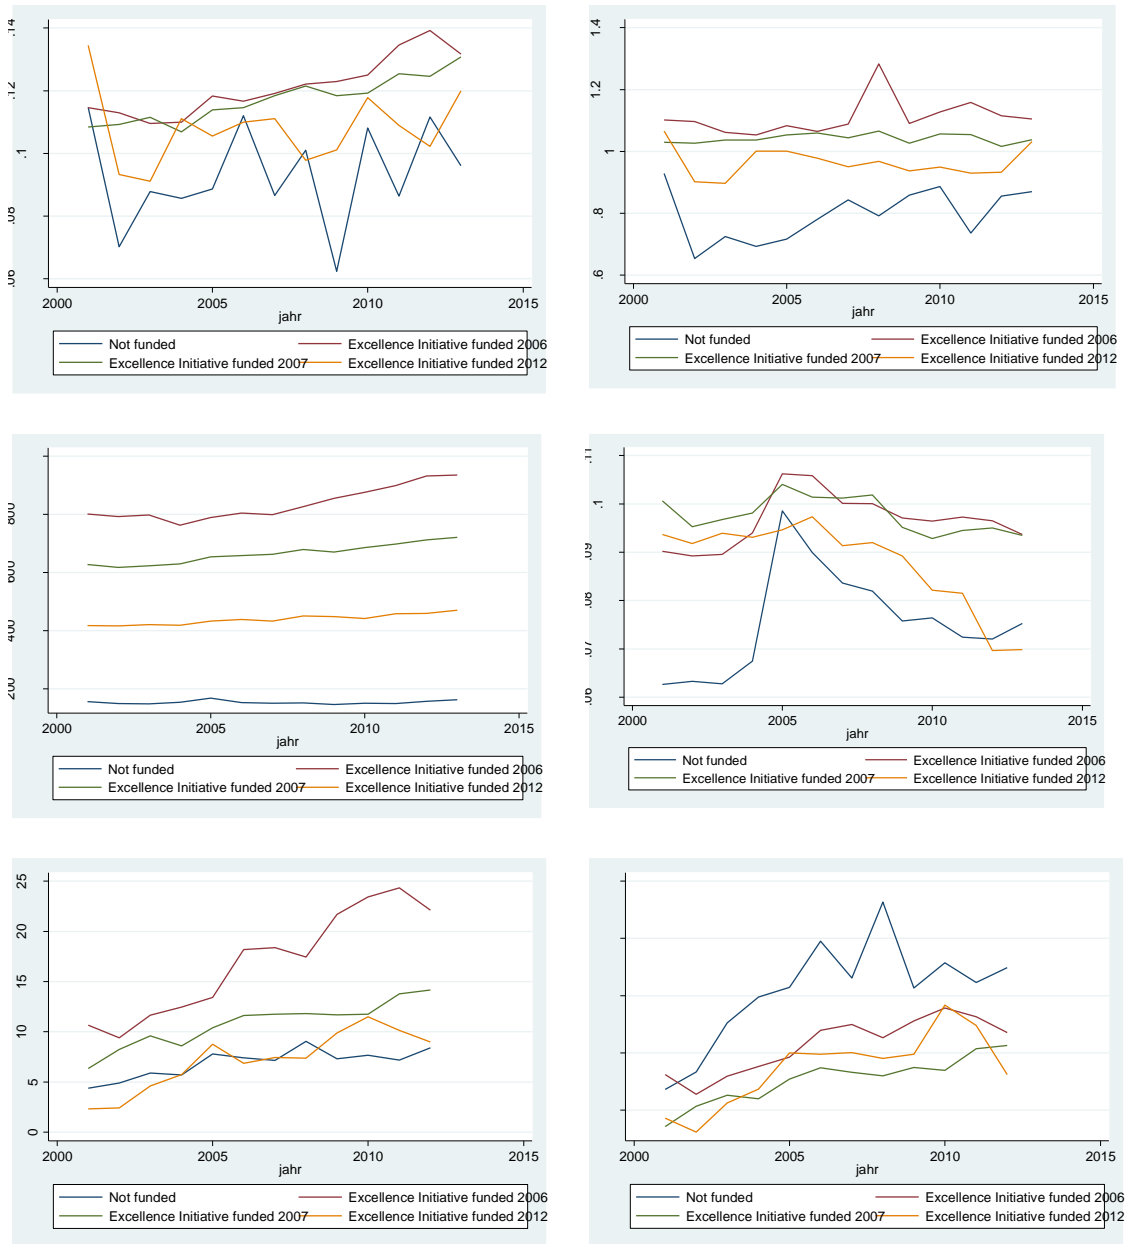 .14
.12
.1
.08
.06
2000 2005 2010 2015
jahr
Not funded Excellence Initiative funded 2006
Excellence Initiative funded 2007 Excellence Initiative funded 2012
1.4
1.2
1
.8
.6
2000 2005 2010 2015
jahr
Not funded Excellence Initiative funded 2006
Excellence Initiative funded 2007 Excellence Initiative funded 2012
800
600
400
200
2000 2005 2010 2015
jahr
Not funded Excellence Initiative funded 2006
Excellence Initiative funded 2007 Excellence Initiative funded 2012
.11
.1
.09
.08
.07
.06
2000 2005 2010 2015
jahr
Not funded Excellence Initiative funded 2006
Excellence Initiative funded 2007 Excellence Initiative funded 2012
25
20
15
10
5
0
2000 2005 2010 2015
jahr
Not funded Excellence Initiative funded 2006
Excellence Initiative funded 2007 Excellence Initiative funded 2012
2000 2005 2010 2015
jahr
Not funded Excellence Initiative funded 2006
Excellence Initiative funded 2007 Excellence Initiative funded 2012